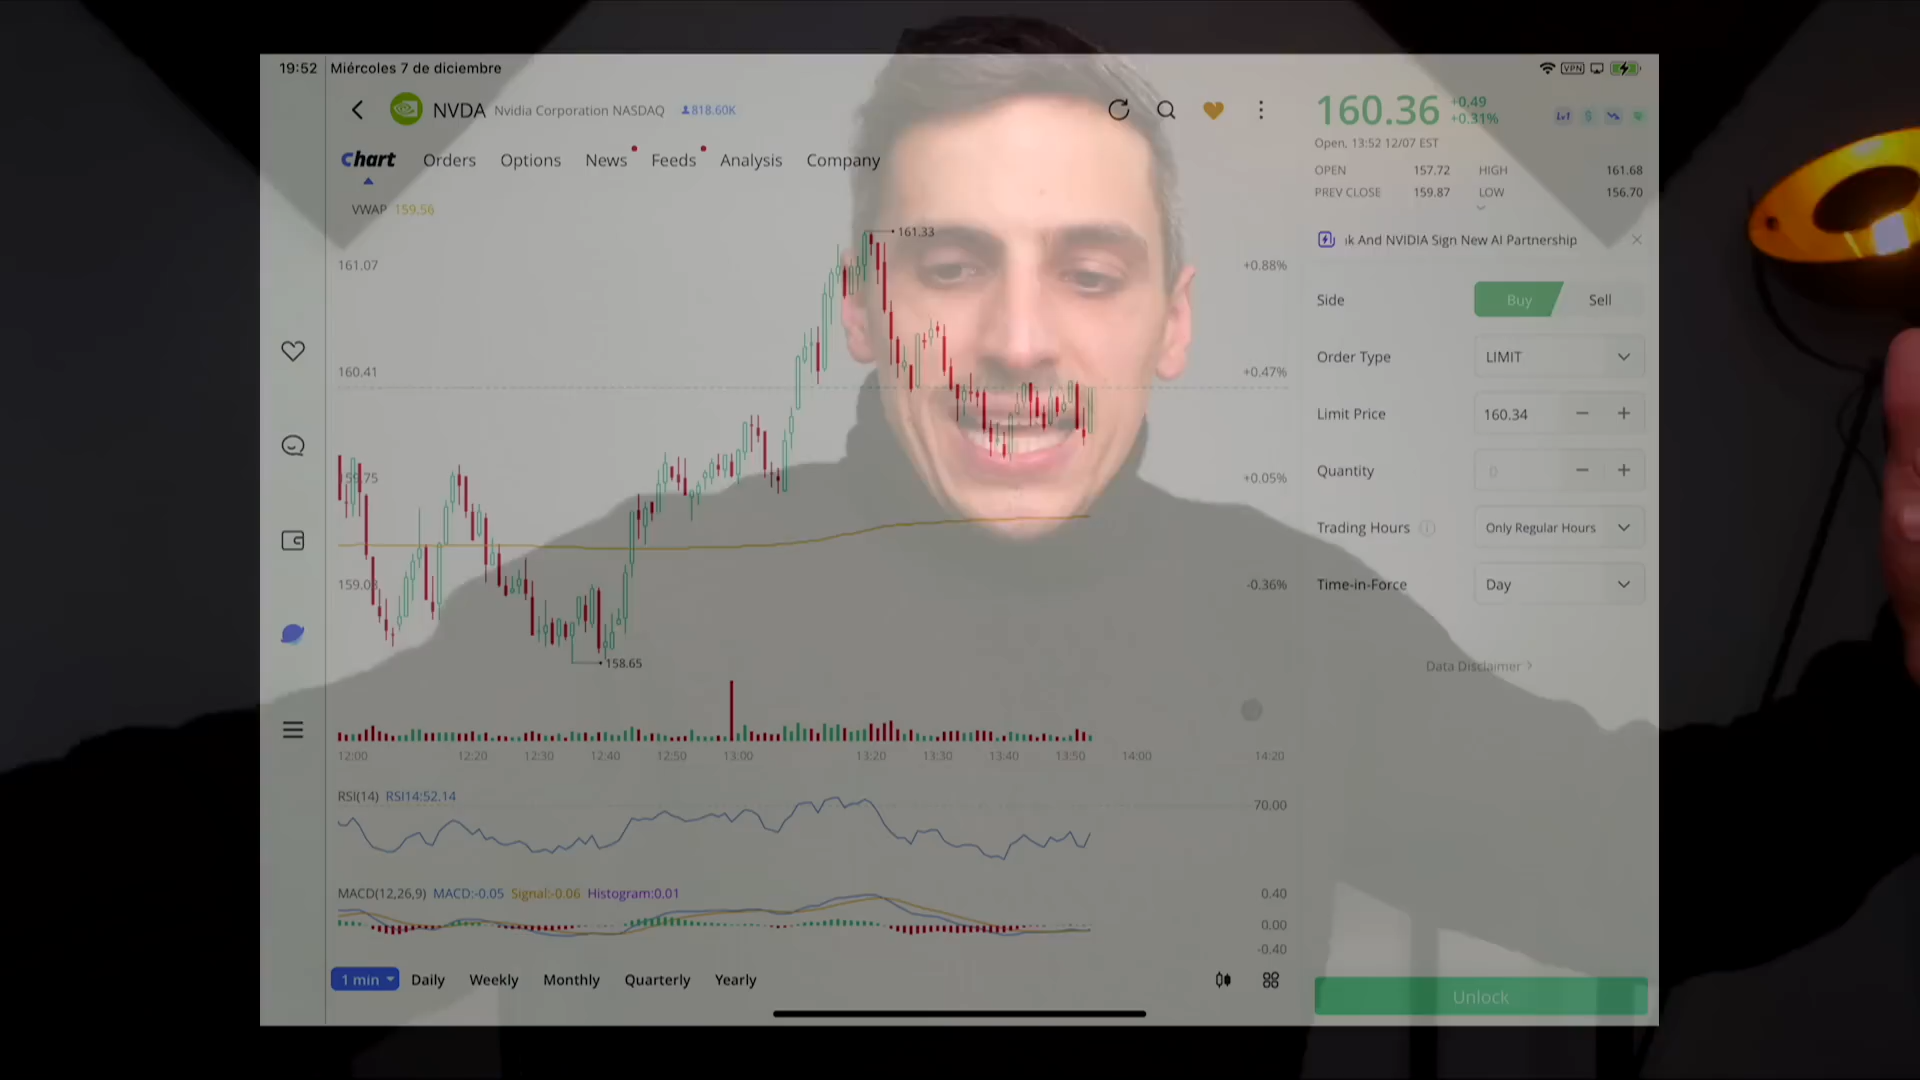 19:52 Miércoles 7 de diciembre
VPN
NVDA Nvidia Corporation NASDAQ 818.60K
160.36 +0.49
+0.31%
Lv1
Open, 13:52 12/07 EST
Chart Orders Options News Feeds Analysis Company
OPEN 157.72 HIGH 161.68
PREV CLOSE 159.87 LOW 156.70
VWAP 159.56
161.33
k And NVIDIA Sign New AI Partnership
161.07 +0.88%
Side Buy Sell
Order Type LIMIT
160.41 +0.47%
Limit Price 160.34
Quantity 0
159.75 +0.05%
Trading Hours Only Regular Hours
159.0 -0.36%
Time-in-Force Day
158.65
Data Disclaimer
12:00 12:20 12:30 12:40 12:50 13:00 13:20 13:30 13:40 13:50 14:00 14:20
RSI(14) RSI14:52.14
70.00
MACD(12,26,9) MACD:-0.05 Signal:-0.06 Histogram:0.01
0.40
0.00
-0.40
1 min Daily Weekly Monthly Quarterly Yearly
Unlock